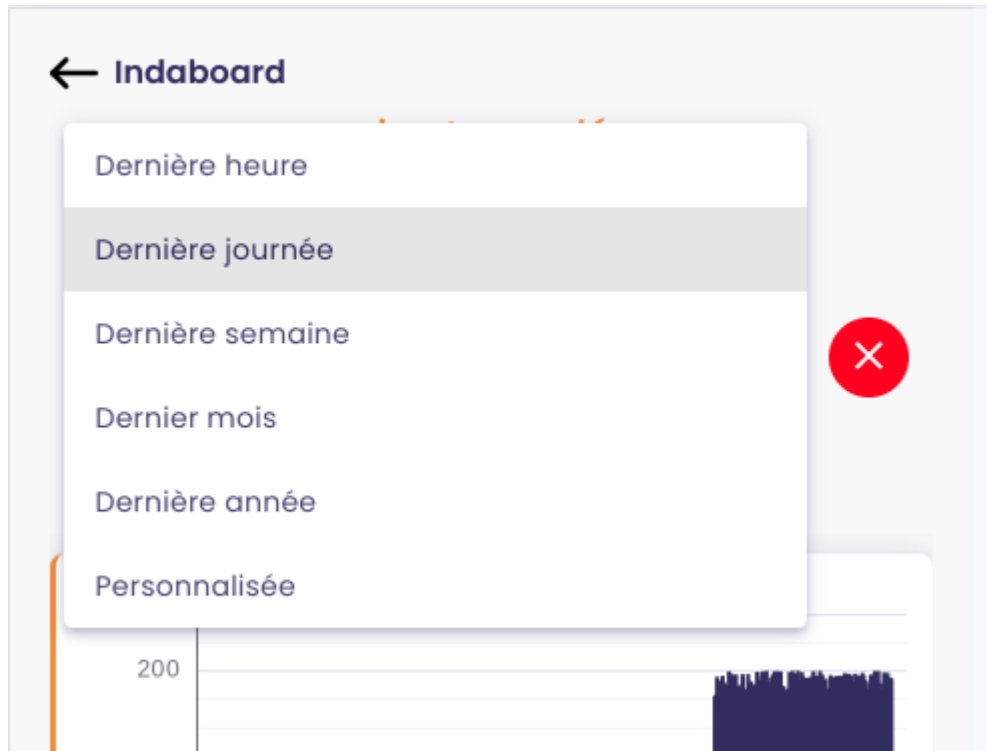 Indaboard
Dernière heure
Dernière journée
Dernière semaine
Dernier mois
Dernière année
Personnalisée
200